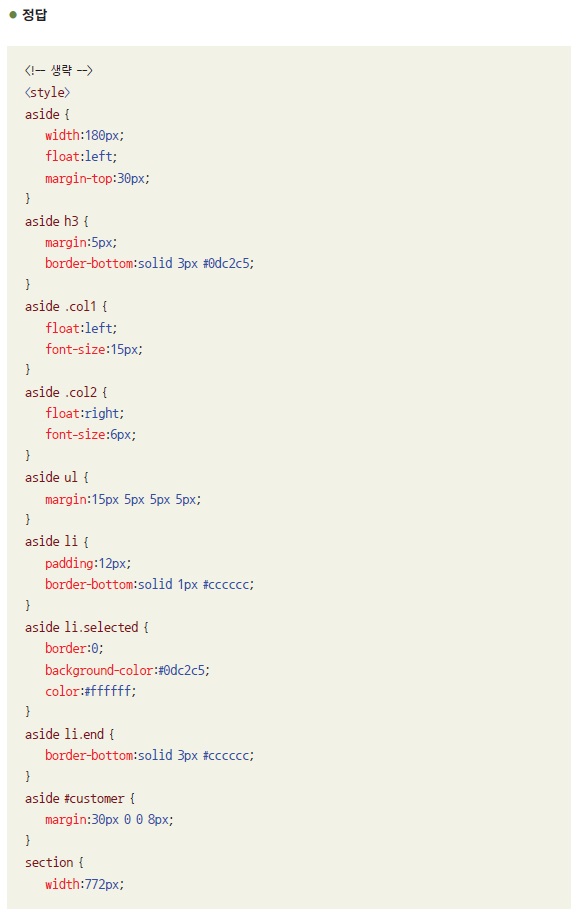 정답
<!-- 생략 -->
<style>
aside {
width:180px;
float:left;
margin-top:30px;
}
aside h3 {
margin:5px;
border-bottom:solid 3px #0dc2c5;
}
aside .col1 {
float:left;
font-size:15px;
}
aside .col2 {
float:right;
font-size:6px;
}
aside ul {
margin:15px 5px 5px 5px;
}
aside li {
padding:12px;
border-bottom:solid 1px #cccccc;
}
aside li.selected {
border:0;
background-color:#0dc2c5;
color:#ffffff;
}
aside li.end {
border-bottom:solid 3px #cccccc;
}
aside #customer {
margin:30px 0 0 8px;
}
section {
width:772px;